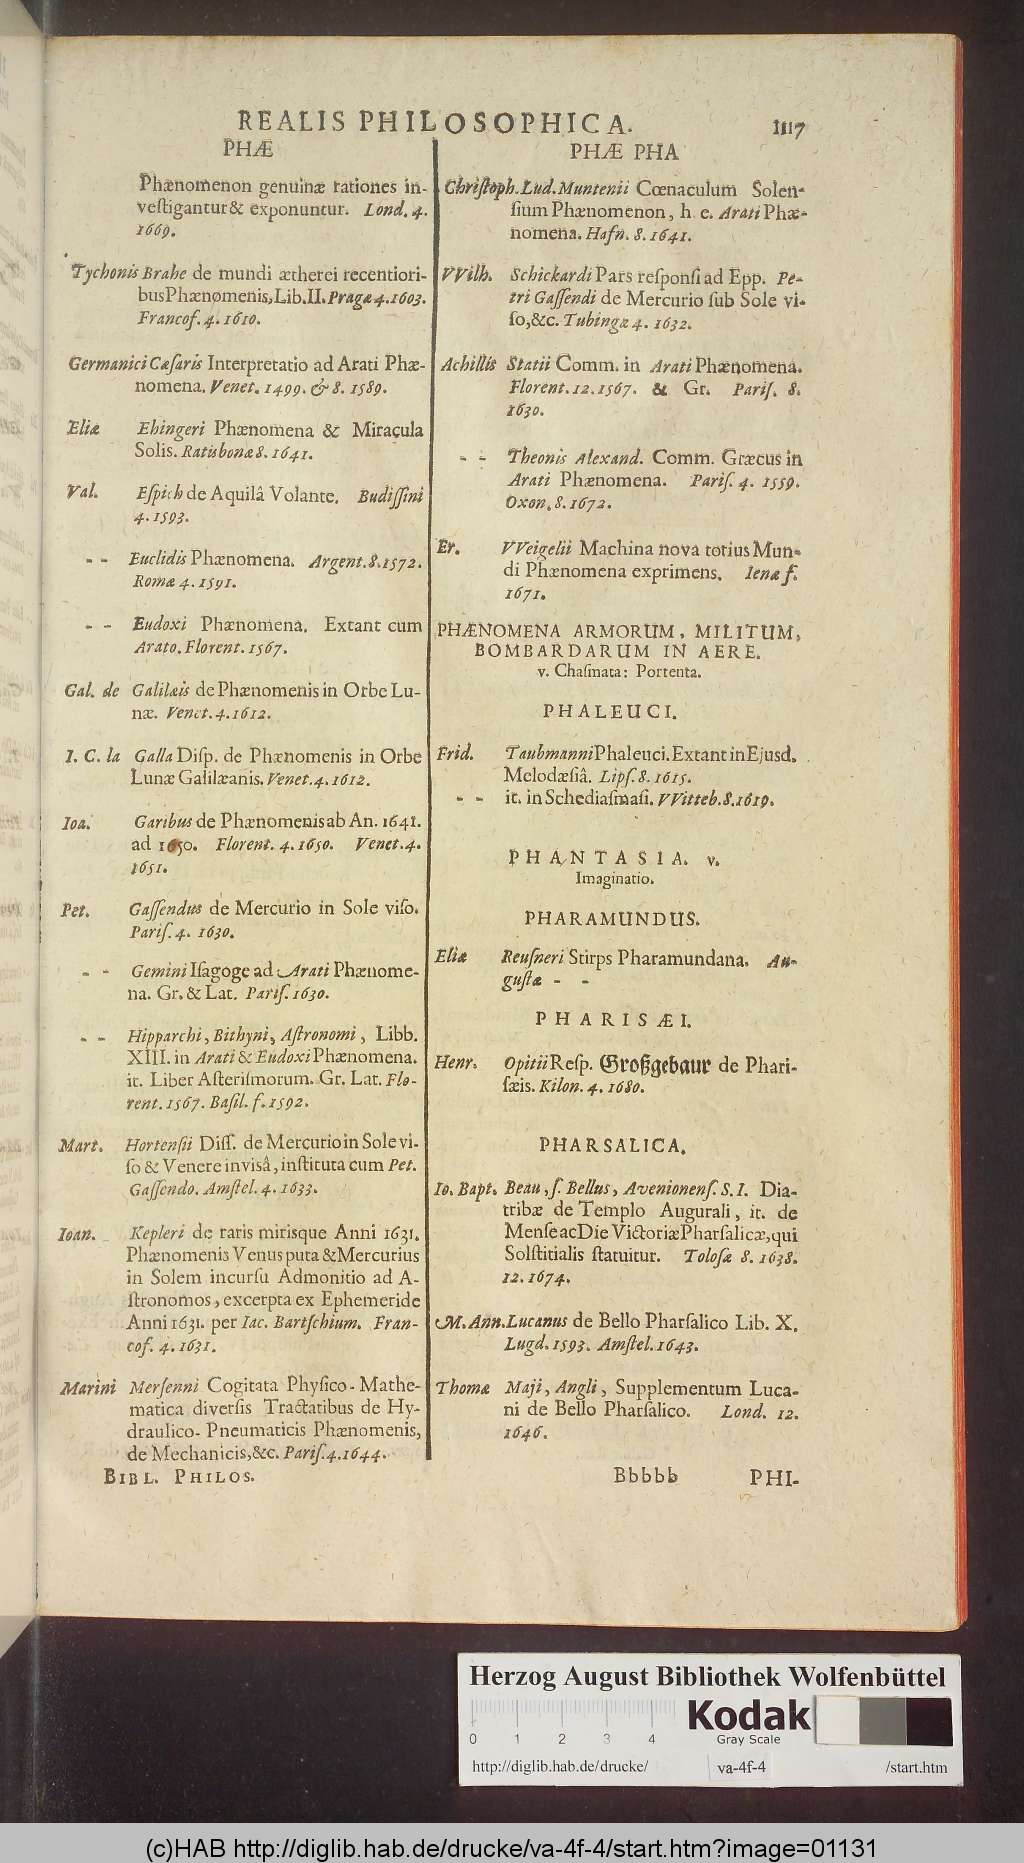 REALIS PHILOSOPHICA. 1117
PHÆ
Phænomenon genuinæ rationes in-
vestigantur & exponuntur. Lond. 4.
1669.
Tychonis Brahe de mundi ætherei recentiori-
bus Phænomenis, Lib. II. Pragæ 4. 1603.
Francof. 4. 1610.
Germanici Cæsaris Interpretatio ad Arati Phæ-
nomena. Venet. 1499. & 8. 1589.
Eliæ Ehingeri Phænomena & Miracula
Solis. Ratisbonæ 8. 1641.
Val. Espich de Aquilâ Volante. Budissini
4. 1593.
- - Euclidis Phænomena. Argent. 8. 1572.
Romæ 4. 1591.
- - Eudoxi Phænomena. Extant cum
Arato. Florent. 1567.
Gal. de Galilæis de Phænomenis in Orbe Lu-
næ. Venet. 4. 1612.
I. C. la Galla Disp. de Phænomenis in Orbe
Lunæ Galilæanis. Venet. 4. 1612.
Ioa. Garibus de Phænomenis ab An. 1641.
ad 1650. Florent. 4. 1650. Venet. 4.
1651.
Pet. Gassendus de Mercurio in Sole viso.
Paris. 4. 1630.
- - Gemini Isagoge ad Arati Phænome-
na. Gr. & Lat. Paris. 1630.
- - Hipparchi, Bithyni, Astronomi, Libb.
XIII. in Arati & Eudoxi Phænomena.
it. Liber Asterismorum. Gr. Lat. Flo-
rent. 1567. Basil. f. 1592.
Mart. Hortensii Diss. de Mercurio in Sole vi-
so & Venere invisâ, instituta cum Pet.
Gassendo. Amstel. 4. 1633.
Ioan. Kepleri de raris mirisque Anni 1631.
Phænomenis Venus puta & Mercurius
in Solem incursu Admonitio ad A-
stronomos, excerpta ex Ephemeride
Anni 1631. per Iac. Bartschium. Fran-
cof. 4. 1631.
Marini Mersenni Cogitata Physico-Mathe-
matica diversis Tractatibus de Hy-
draulico-Pneumaticis Phænomenis,
de Mechanicis, &c. Paris. 4. 1644.
BIBL. PHILOS.
PHÆ PHA
Christoph. Lud. Muntenii Cœnaculum Solen-
sium Phænomenon, h e. Arati Phæ-
nomena. Hafn. 8. 1641.
VVilh. Schickardi Pars responsi ad Epp. Pe-
tri Gassendi de Mercurio sub Sole vi-
so, &c. Tubingæ 4. 1632.
Achillis Statii Comm. in Arati Phænomena.
Florent. 12. 1567. & Gr. Paris. 8.
1630.
- - Theonis Alexand. Comm. Græcus in
Arati Phænomena. Paris. 4. 1559.
Oxon. 8. 1672.
Er. VVeigelii Machina nova totius Mun-
di Phænomena exprimens. Ienæ f.
1671.
PHÆNOMENA ARMORUM, MILITUM,
BOMBARDARUM IN AERE.
v. Chasmata: Portenta.
PHALEUCI.
Frid. Taubmanni Phaleuci. Extant in Ejusd.
Melodæsiâ. Lips. 8. 1615.
- - it. in Schediasmasi. VVitteb. 8. 1619.
PHANTASIA. v.
Imaginatio.
PHARAMUNDUS.
Eliæ Reusneri Stirps Pharamundana. Au-
gustæ - -
PHARISÆI.
Henr. Opitii Resp. Großgebaur de Phari-
sæis. Kilon. 4. 1680.
PHARSALICA.
Io. Bapt. Beau, s. Bellus, Avenionens. S. I. Dia-
tribæ de Templo Augurali, it. de
Mense ac Die Victoriæ Pharsalicæ, qui
Solstitialis statuitur. Tolosæ 8. 1638.
12. 1674.
M. Ann. Lucanus de Bello Pharsalico Lib. X.
Lugd. 1593. Amstel. 1643.
Thomæ Maji, Angli, Supplementum Luca-
ni de Bello Pharsalico. Lond. 12.
1646.
Bbbbb PHI-
Herzog August Bibliothek Wolfenbüttel
0 1 2 3 4
Kodak
Gray Scale
http://diglib.hab.de/drucke/ va-4f-4 /start.htm
(c)HAB http://diglib.hab.de/drucke/va-4f-4/start.htm?image=01131